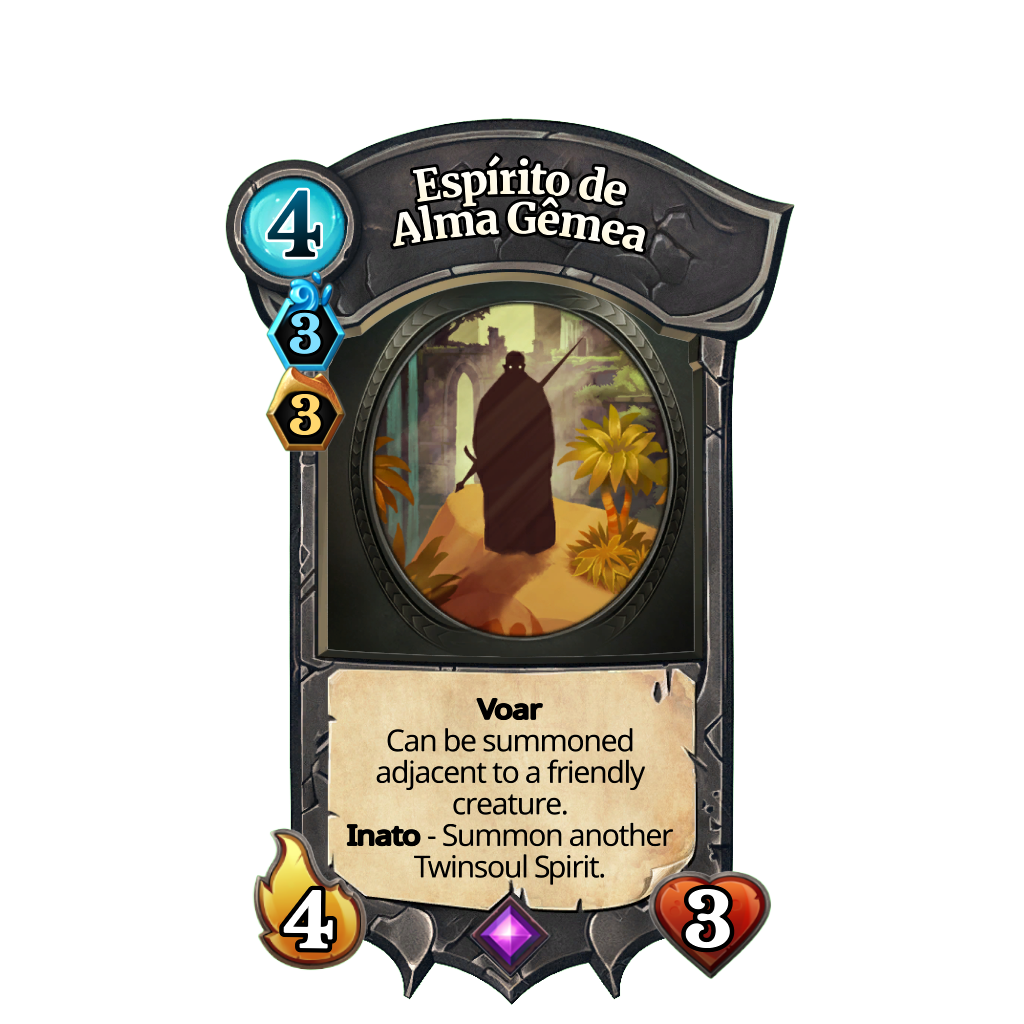 Espírito de
Alma Gêmea
4
3
3
Voar
Can be summoned
adjacent to a friendly
creature.
Inato - Summon another
Twinsoul Spirit.
4
3